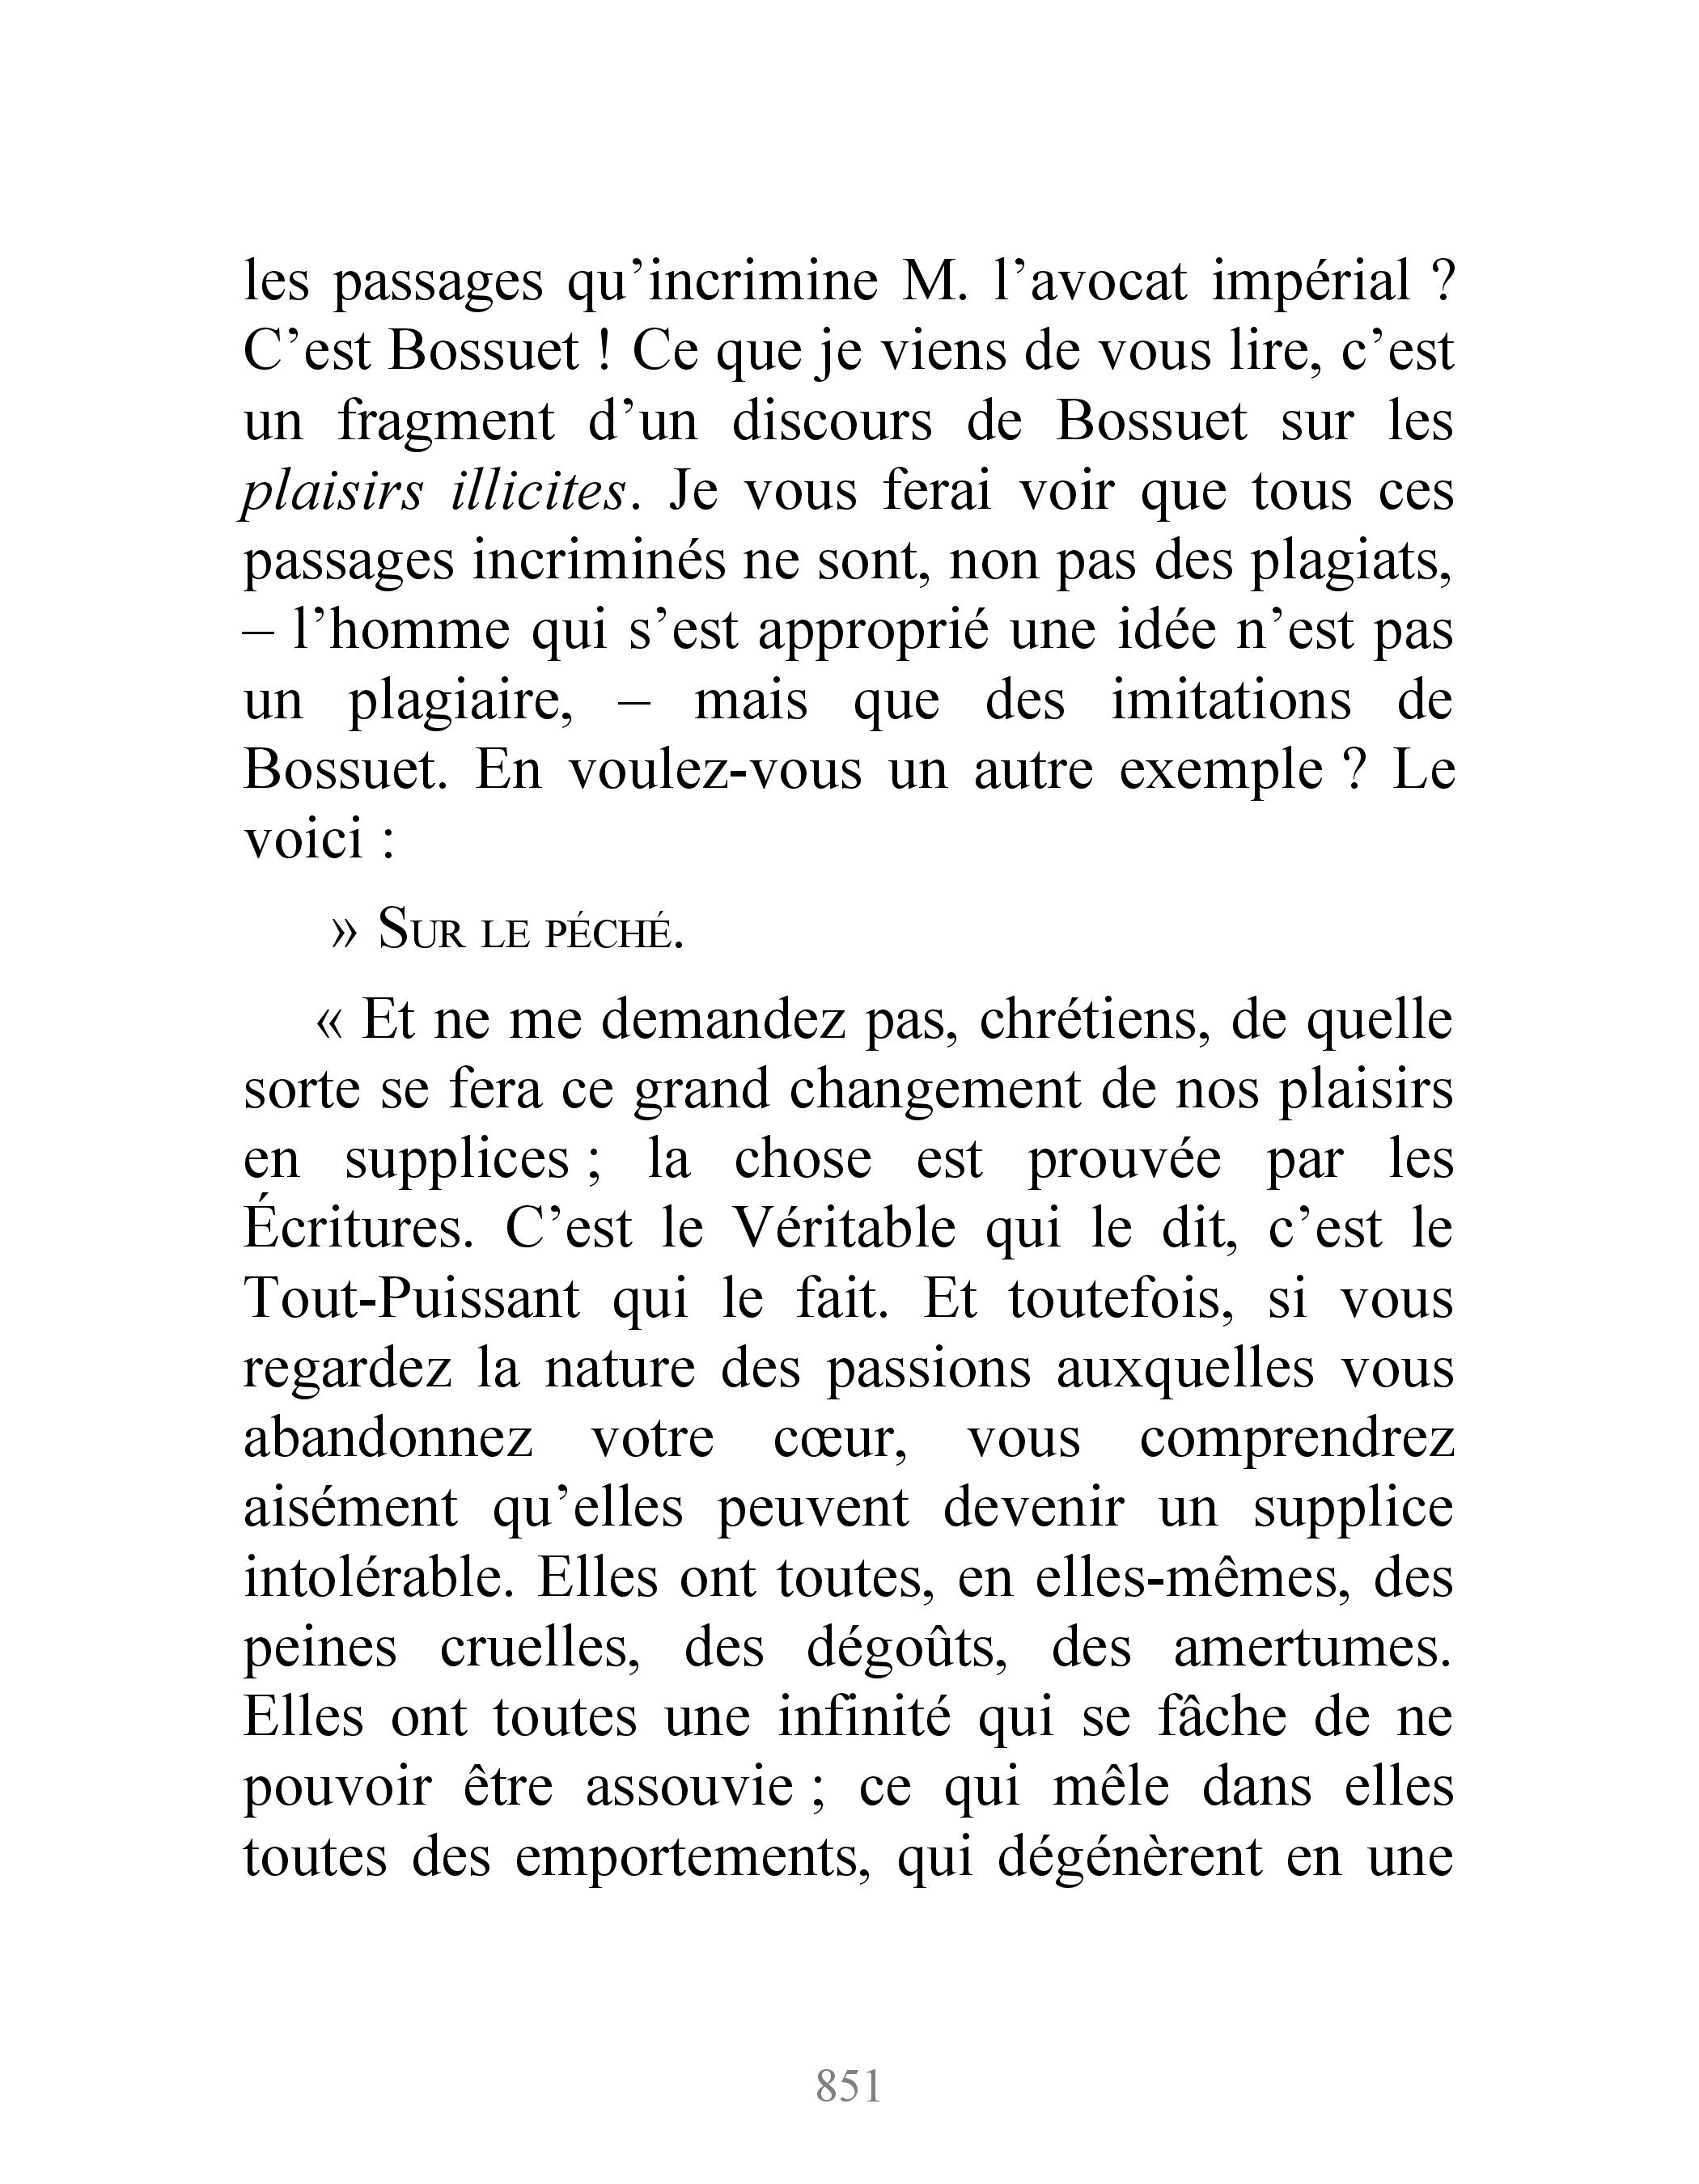 les passages qu’incrimine M. l’avocat impérial ?
C’est Bossuet ! Ce que je viens de vous lire, c’est
un fragment d’un discours de Bossuet sur les
plaisirs illicites. Je vous ferai voir que tous ces
passages incriminés ne sont, non pas des plagiats,
– l’homme qui s’est approprié une idée n’est pas
un plagiaire, – mais que des imitations de
Bossuet. En voulez-vous un autre exemple ? Le
voici :
» Sur le péché.
« Et ne me demandez pas, chrétiens, de quelle
sorte se fera ce grand changement de nos plaisirs
en supplices ; la chose est prouvée par les
Écritures. C’est le Véritable qui le dit, c’est le
Tout-Puissant qui le fait. Et toutefois, si vous
regardez la nature des passions auxquelles vous
abandonnez votre cœur, vous comprendrez
aisément qu’elles peuvent devenir un supplice
intolérable. Elles ont toutes, en elles-mêmes, des
peines cruelles, des dégoûts, des amertumes.
Elles ont toutes une infinité qui se fâche de ne
pouvoir être assouvie ; ce qui mêle dans elles
toutes des emportements, qui dégénèrent en une
851